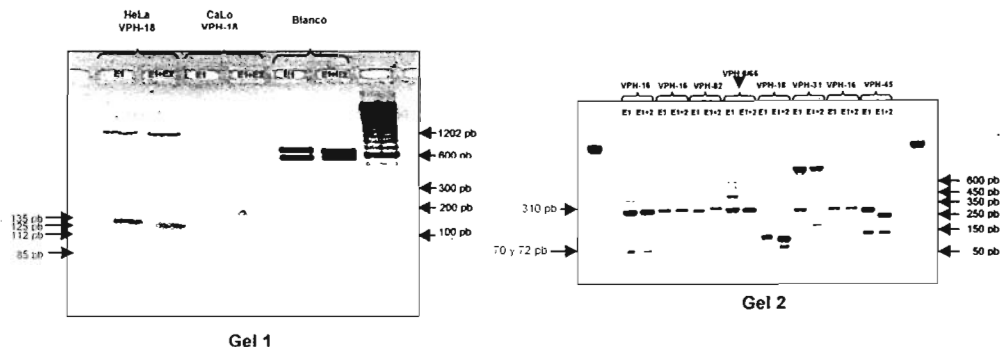 HeLa
VPH-18
CaLo
VPH-18
Blanco
E1 E1+E2 E1 E1+E2 E1 E1+E2
1202 pb
600 pb
300 pb
200 pb
100 pb
135 pb
125 pb
112 pb
85 pb
Gel 1
VPH-16 VPH-16 VPH-82 VPH-18 VPH-31 VPH-16 VPH-45
E1 E1+2 E1 E1+2 E1 E1+2 E1 E1+2 E1 E1+2 E1 E1+2 E1 E1+2 E1 E1+2
310 pb
70 y 72 pb
600 pb
450 pb
350 pb
250 pb
150 pb
50 pb
Gel 2